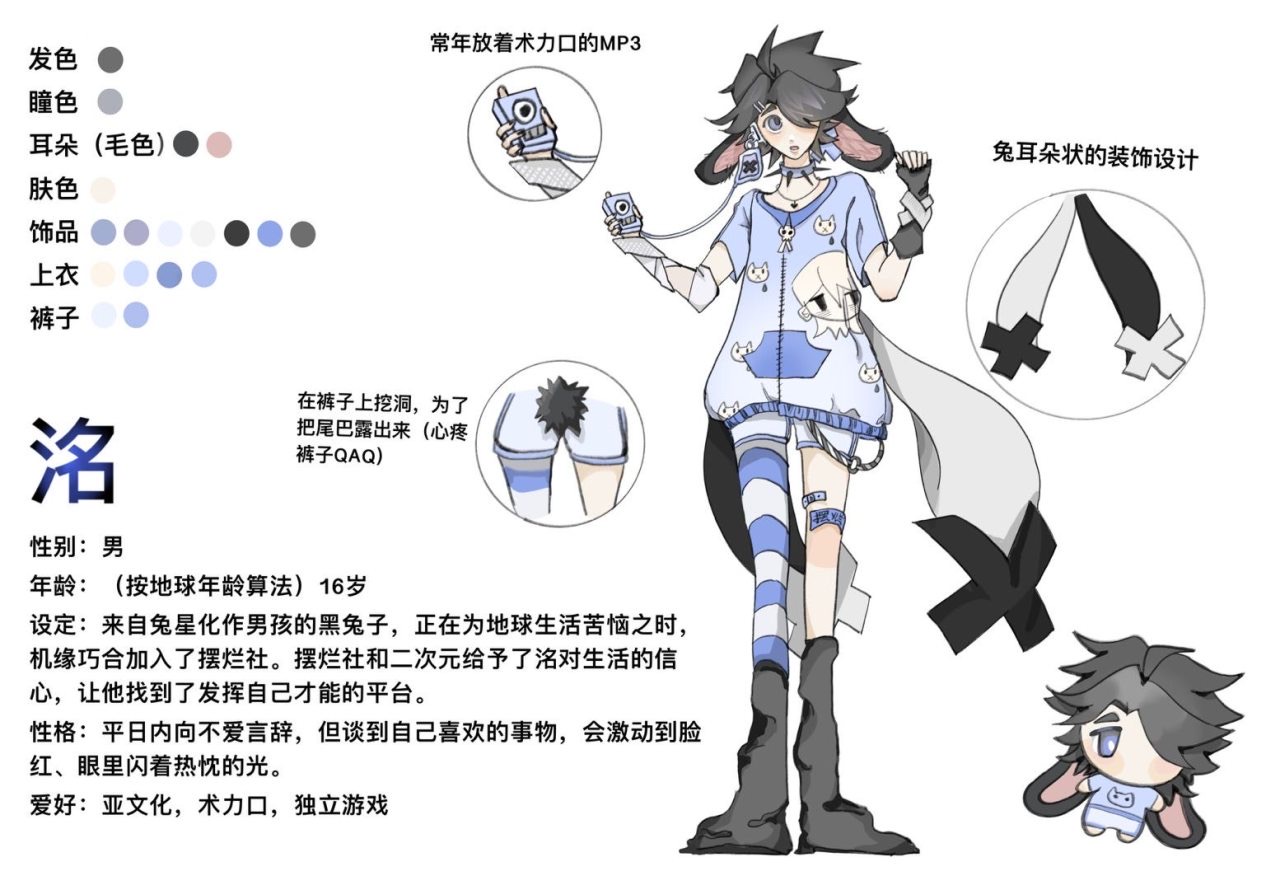 发色
瞳色
耳朵（毛色）
肤色
饰品
上衣
裤子
常年放着术力口的MP3
兔耳朵状的装饰设计
在裤子上挖洞，为了
把尾巴露出来（心疼
裤子QAQ）
摆烂
洺
性别：男
年龄：（按地球年龄算法）16岁
设定：来自兔星化作男孩的黑兔子，正在为地球生活苦恼之时，
机缘巧合加入了摆烂社。摆烂社和二次元给予了洺对生活的信
心，让他找到了发挥自己才能的平台。
性格：平日内向不爱言辞，但谈到自己喜欢的事物，会激动到脸
红、眼里闪着热忱的光。
爱好：亚文化，术力口，独立游戏